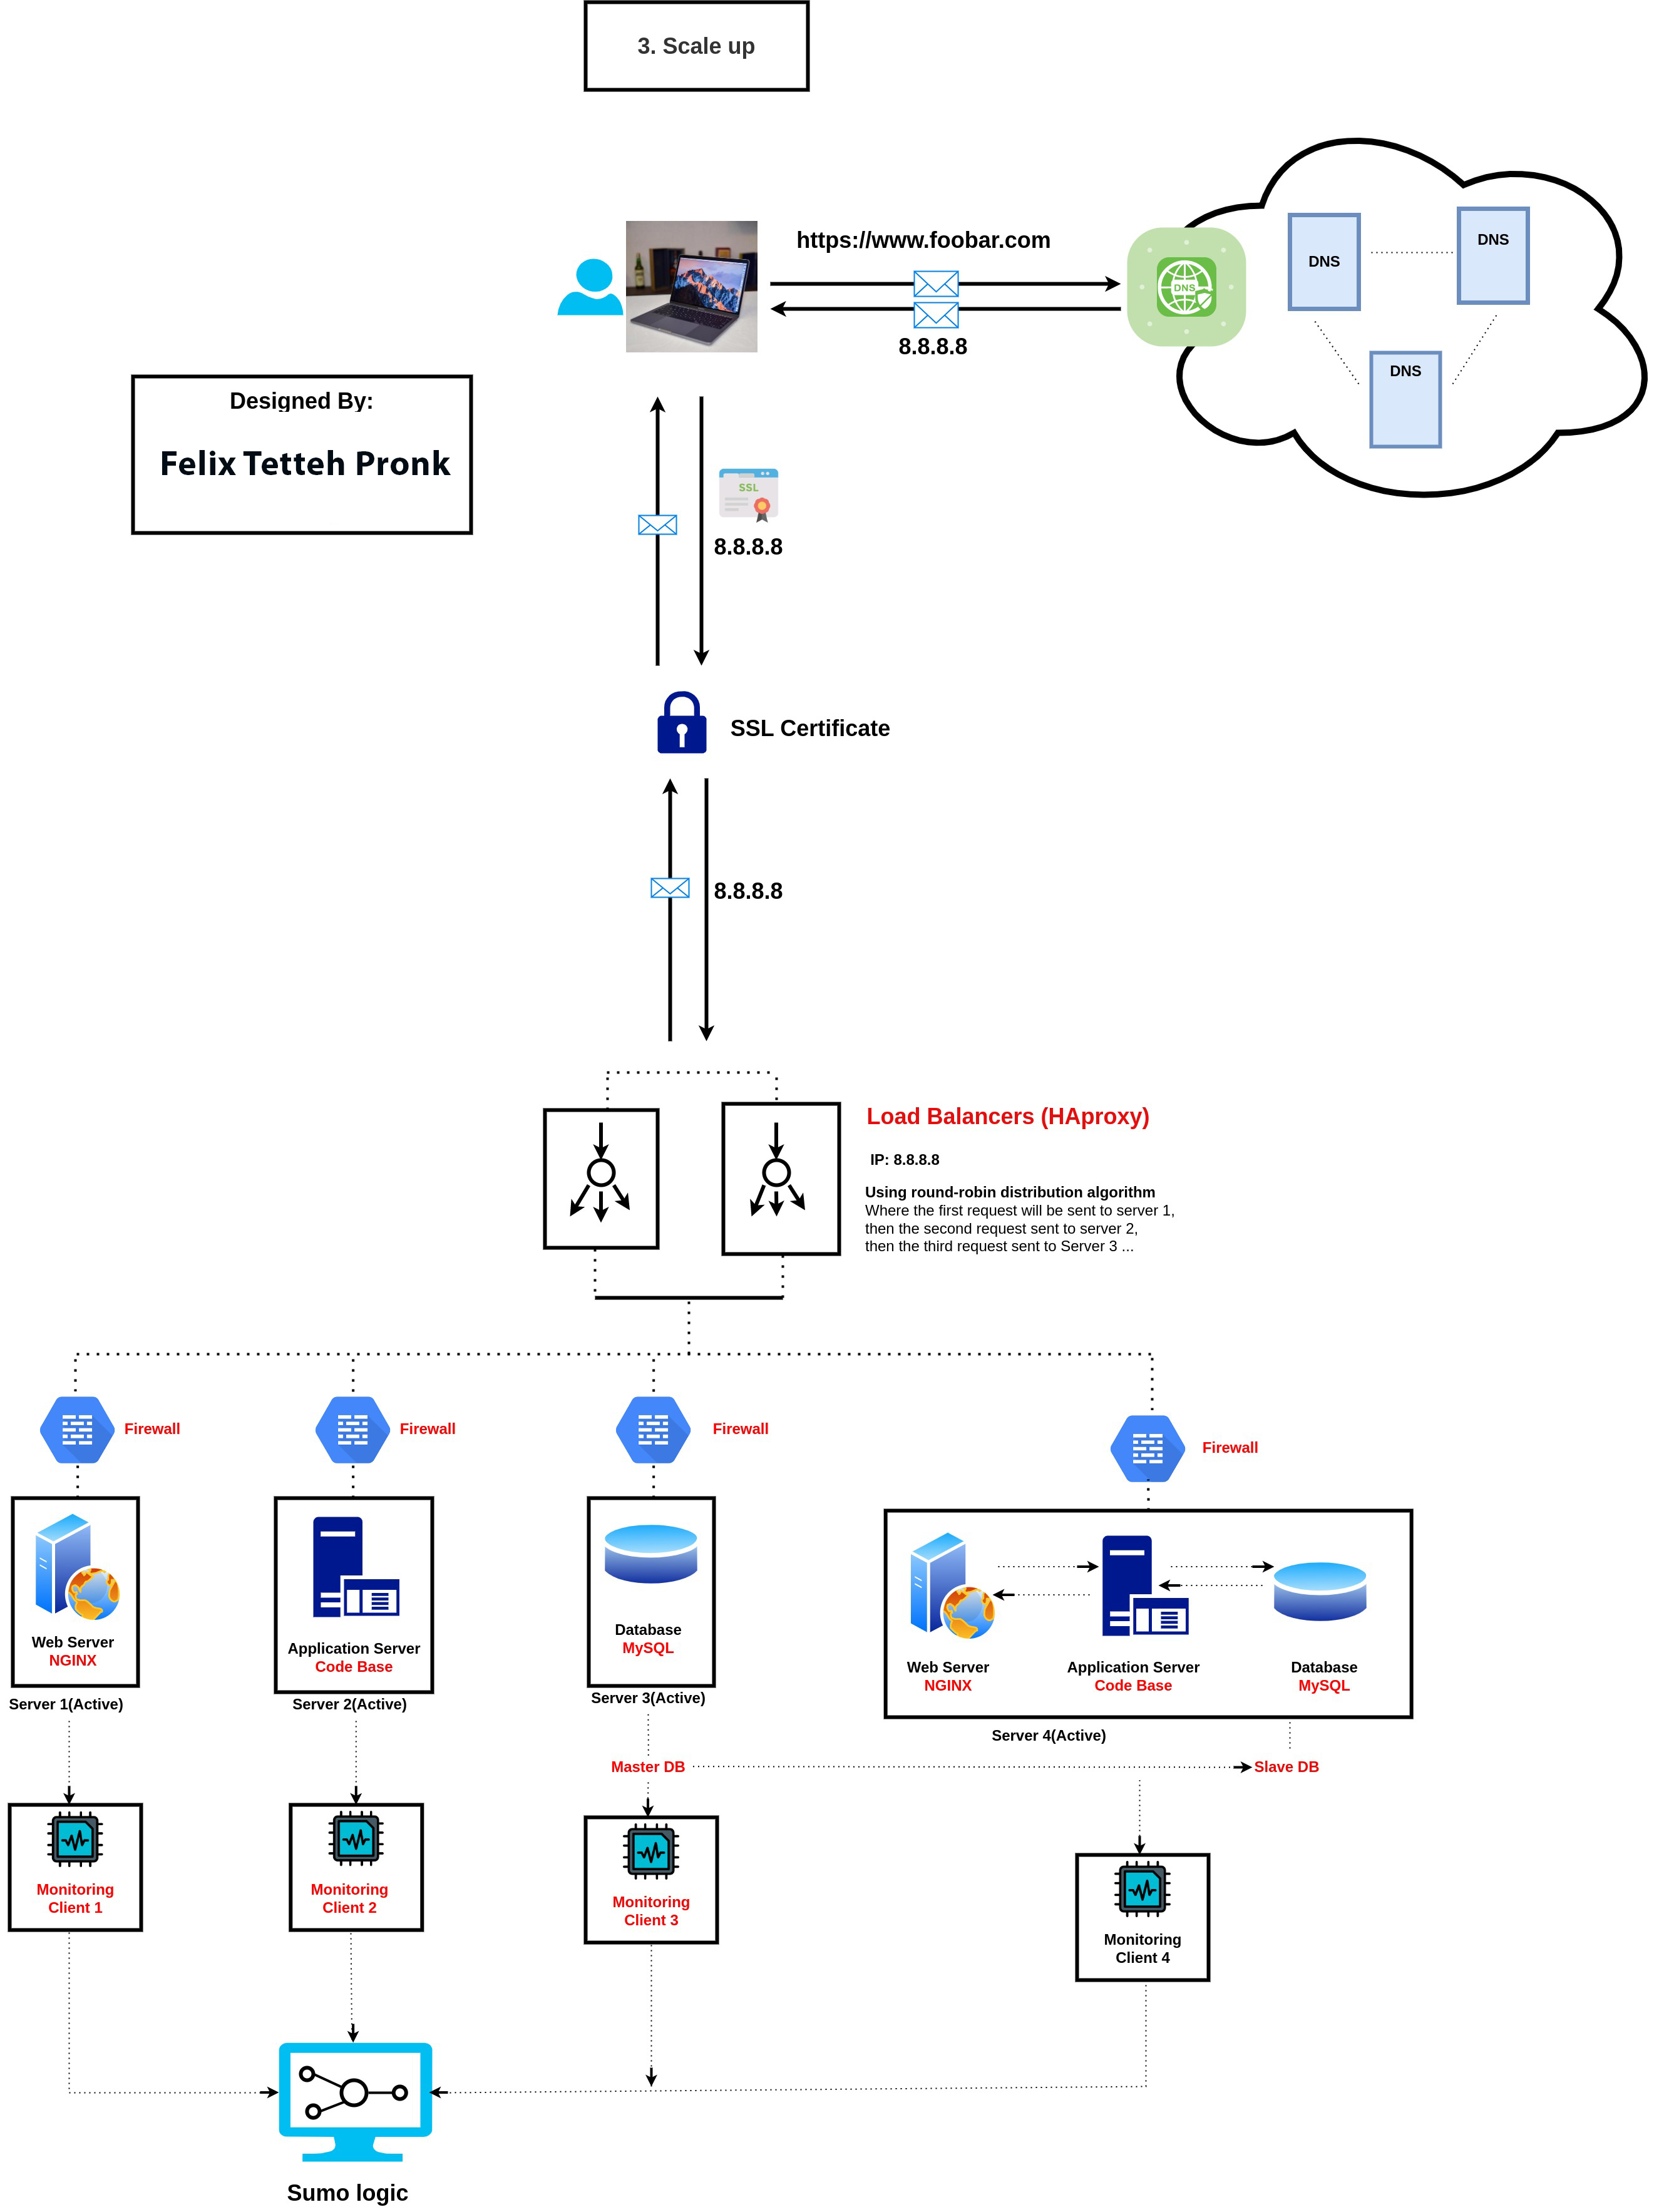 3. Scale up
https://www.foobar.com
DNS
DNS
DNS
DNS
8.8.8.8
Designed By:
Felix Tetteh Pronk
SSL
8.8.8.8
SSL Certificate
8.8.8.8
Load Balancers (HAproxy)
IP: 8.8.8.8
Using round-robin distribution algorithm
Where the first request will be sent to server 1,
then the second request sent to server 2,
then the third request sent to Server 3 ...
Firewall
Firewall
Firewall
Firewall
Web Server
NGINX
Server 1(Active)
Application Server
Code Base
Server 2(Active)
Database
MySQL
Server 3(Active)
Web Server
NGINX
Application Server
Code Base
Database
MySQL
Server 4(Active)
Master DB
Slave DB
Monitoring
Client 1
Monitoring
Client 2
Monitoring
Client 3
Monitoring
Client 4
Sumo logic